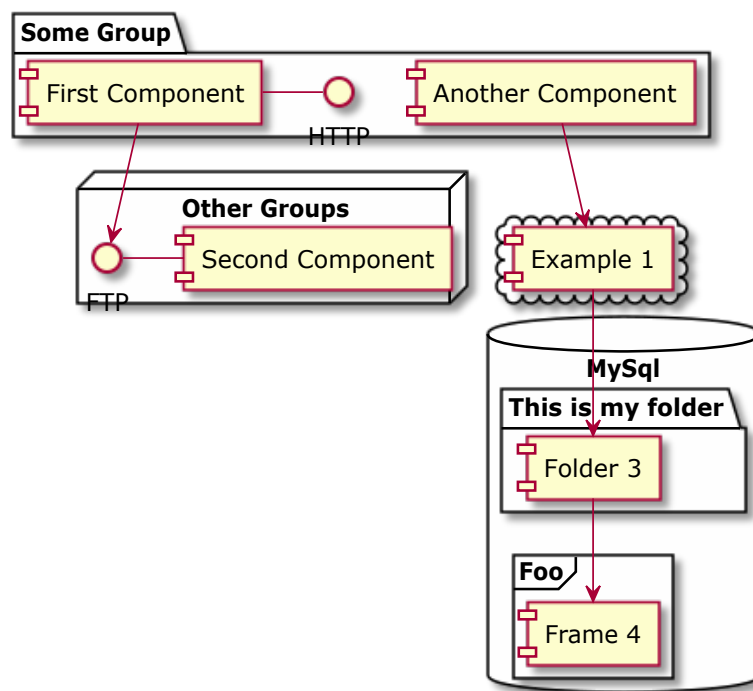 Some Group
First Component
HTTP
Another Component
Other Groups
FTP
Second Component
Example 1
MySql
This is my folder
Folder 3
Foo
Frame 4